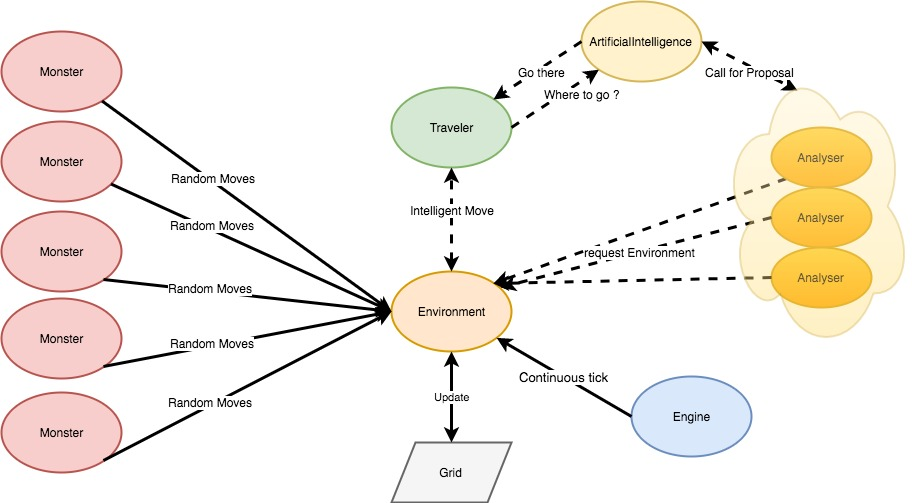 ArtificialIntelligence
Monster
Go there
Call for Proposal
Where to go ?
Traveler
Monster
Analyser
Random Moves
Intelligent Move
Analyser
Random Moves
Monster
request Environment
Analyser
Random Moves
Environment
Monster
Random Moves
Continuous tick
Update
Random Moves
Engine
Monster
Grid